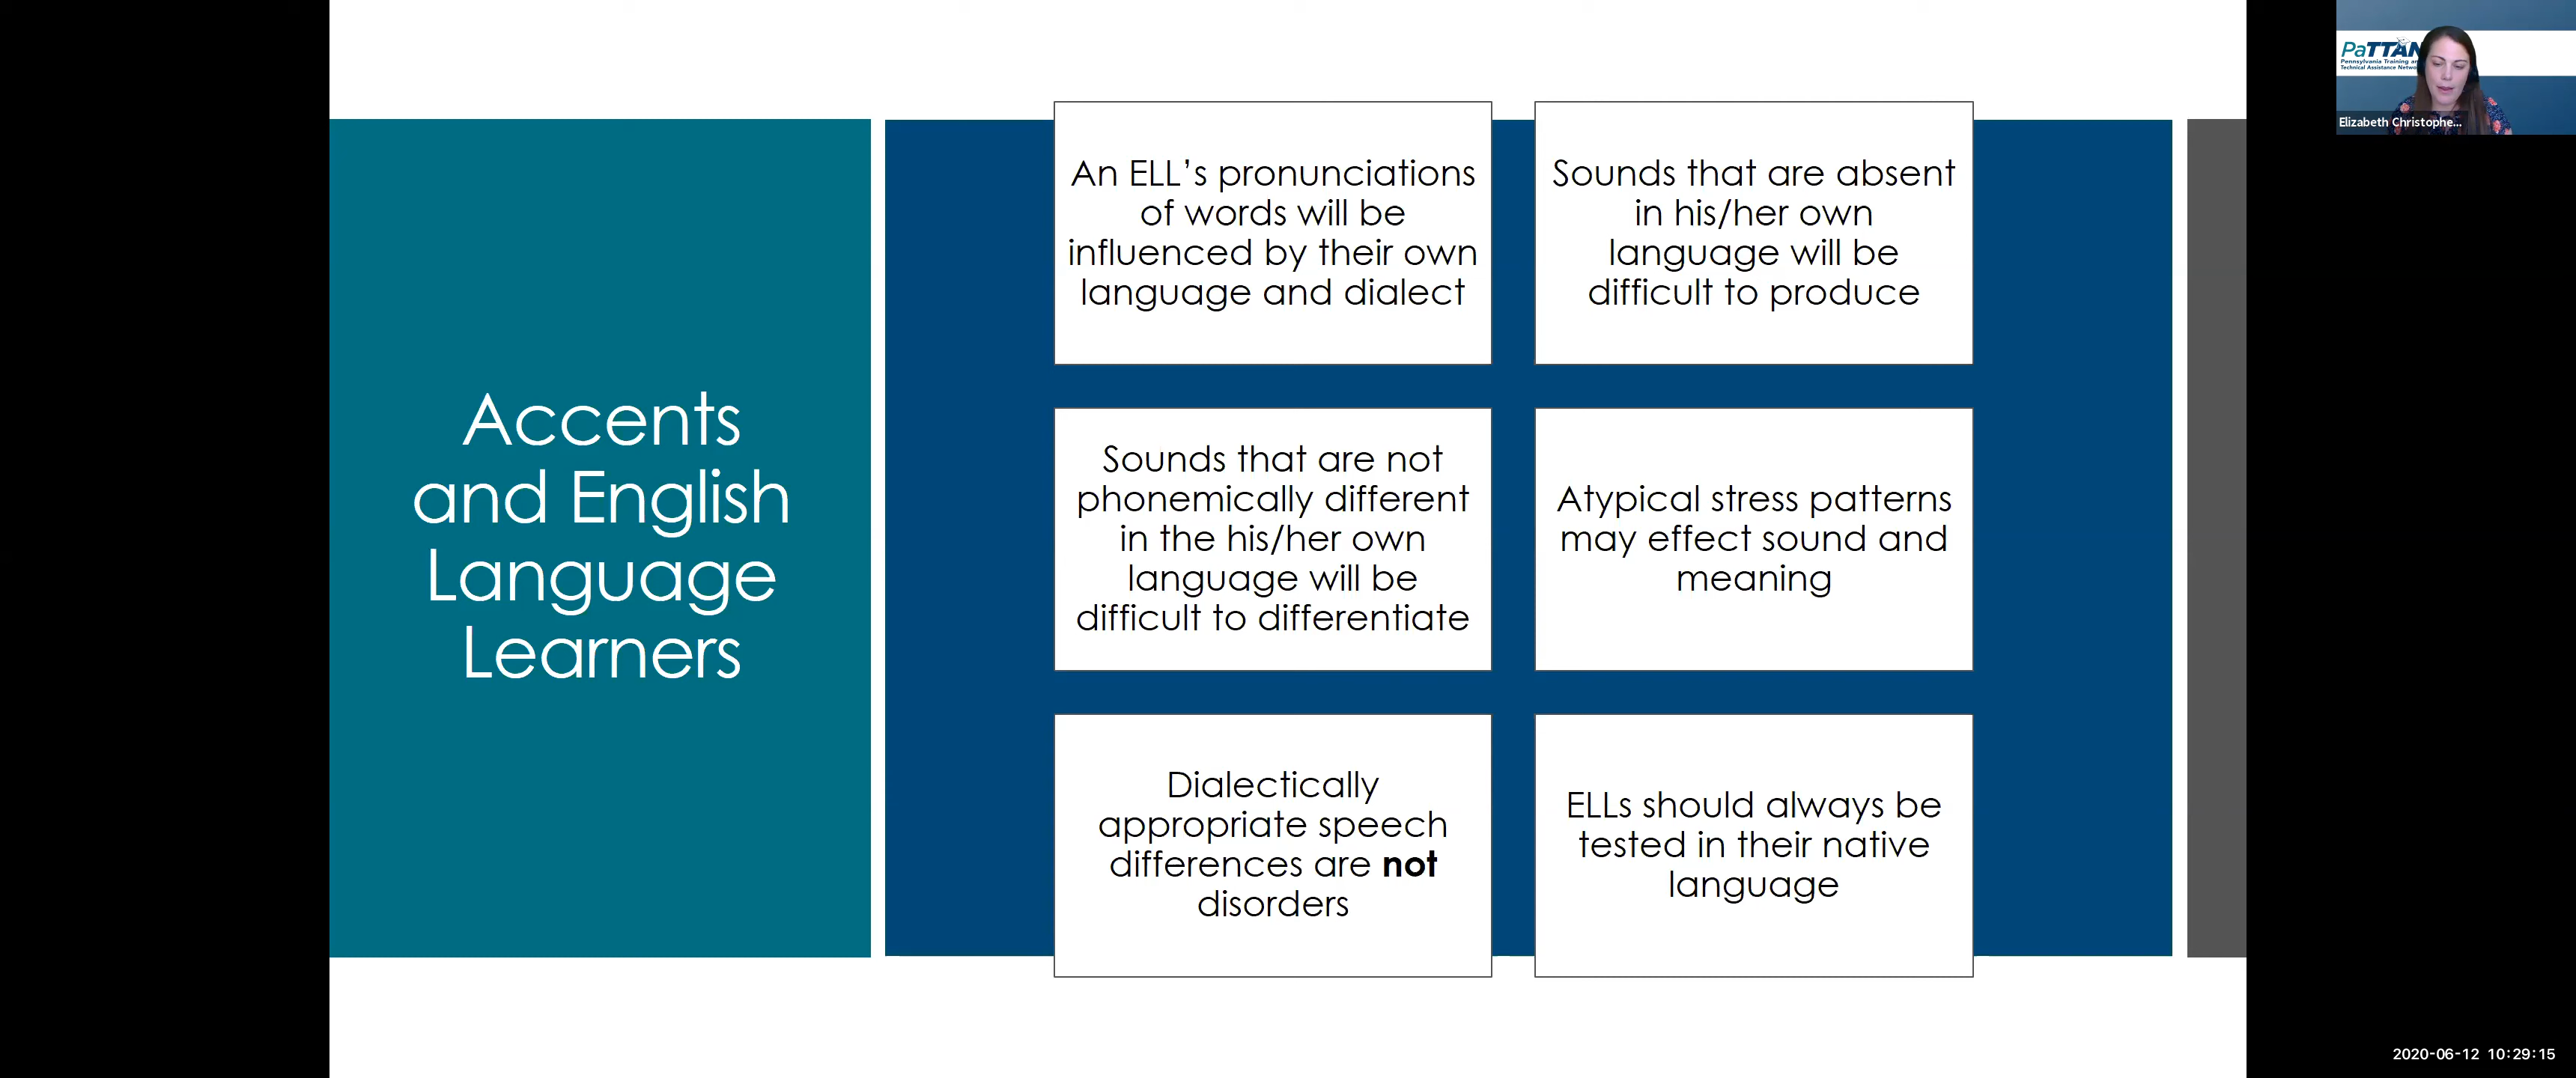 Accents
and English
Language
Learners
An ELL’s pronunciations
of words will be
influenced by their own
language and dialect
Sounds that are absent
in his/her own
language will be
difficult to produce
Sounds that are not
phonemically different
in the his/her own
language will be
difficult to differentiate
Atypical stress patterns
may effect sound and
meaning
Dialectically
appropriate speech
differences are not
disorders
ELLs should always be
tested in their native
language
PaTTAN
Pennsylvania Training
Technical Assistance
Elizabeth Christophe...
2020-06-12 10:29:15